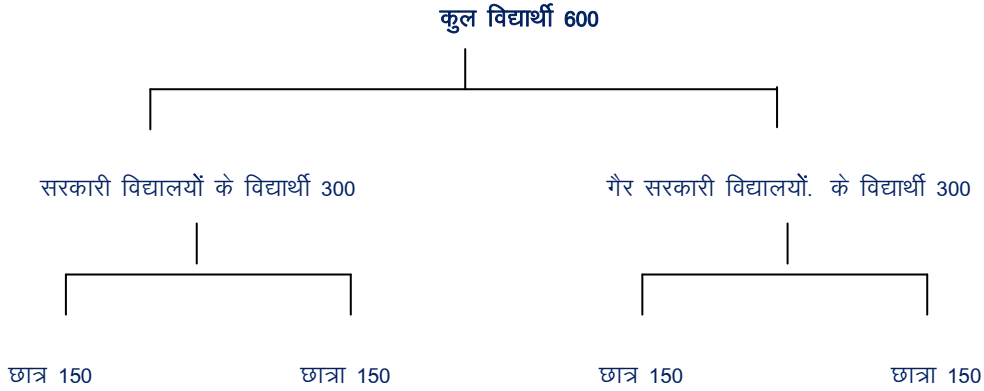 कुल विद्यार्थी 600
सरकारी विद्यालयों के विद्यार्थी 300 गैर सरकारी विद्यालयों. के विद्यार्थी 300
छात्र 150 छात्रा 150 छात्र 150 छात्रा 150